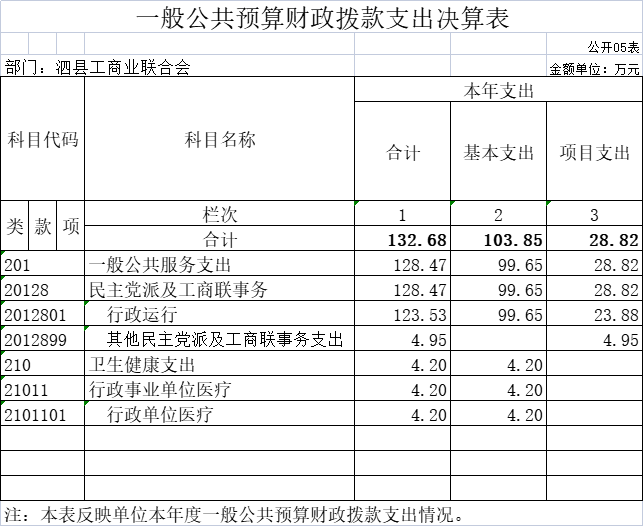 一般公共预算财政拨款支出决算表
公开05表
部门：泗县工商业联合会 金额单位：万元
科目代码 科目名称 本年支出
合计 基本支出 项目支出
类 款 项 栏次 1 2 3
合计 132.68 103.85 28.82
201 一般公共服务支出 128.47 99.65 28.82
20128 民主党派及工商联事务 128.47 99.65 28.82
2012801 行政运行 123.53 99.65 23.88
2012899 其他民主党派及工商联事务支出 4.95 4.95
210 卫生健康支出 4.20 4.20
21011 行政事业单位医疗 4.20 4.20
2101101 行政单位医疗 4.20 4.20
注：本表反映单位本年度一般公共预算财政拨款支出情况。